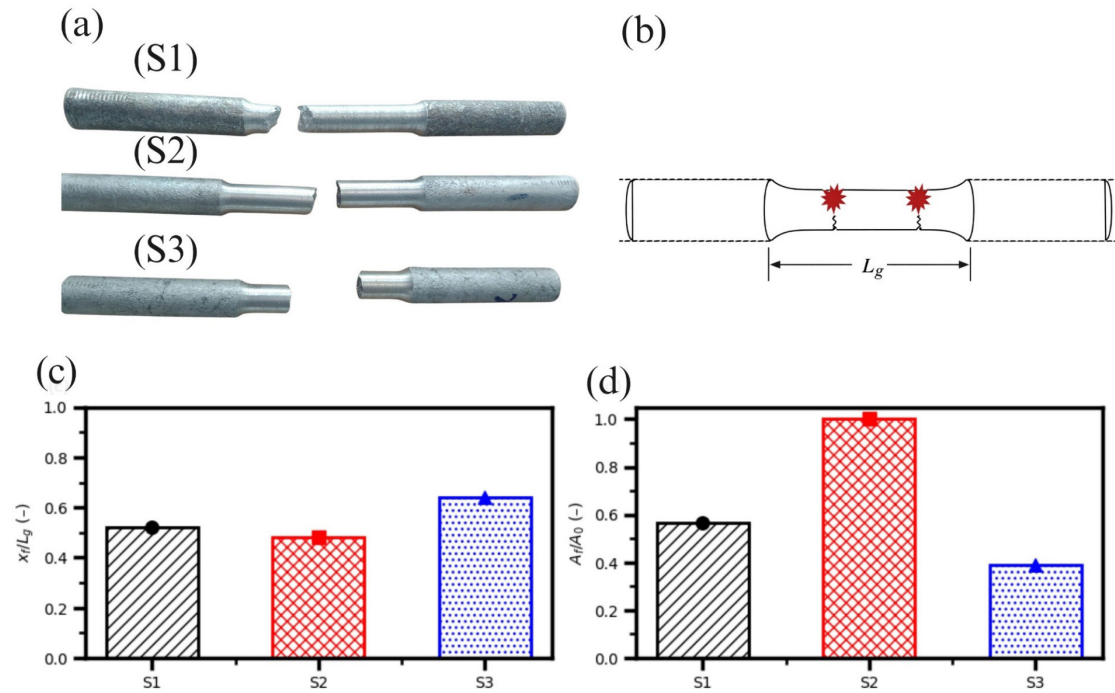 (a)
(S1)
(S2)
(S3)
(b)
L_g
(c)
x_f/L_g (–)
1.0
0.8
0.6
0.4
0.2
0.0
S1
S2
S3
(d)
A_f/A_0 (–)
1.0
0.8
0.6
0.4
0.2
0.0
S1
S2
S3